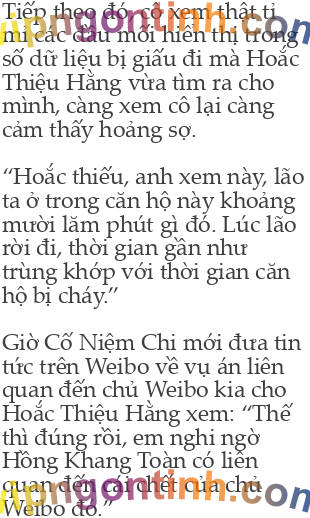 Tiếp theo đó, cô xem thật tỉ
mỉ các dấu mối hiển thị trong
số dữ liệu bị giấu đi mà Hoắc
Thiệu Hằng vừa tìm ra cho
mình, càng xem cô lại càng
cảm thấy hoảng sợ.
“Hoắc thiếu, anh xem này, lão
ta ở trong căn hộ này khoảng
mười lăm phút gì đó. Lúc lão
rời đi, thời gian gần như
trùng khớp với thời gian căn
hộ bị cháy.”
Giờ Cố Niệm Chi mới đưa tin
tức trên Weibo về vụ án liên
quan đến chủ Weibo kia cho
Hoắc Thiệu Hằng xem: “Thế
thì đúng rồi, em nghi ngờ
Hồng Khang Toàn có liên
quan đến cái chết của chủ
Weibo đó.”